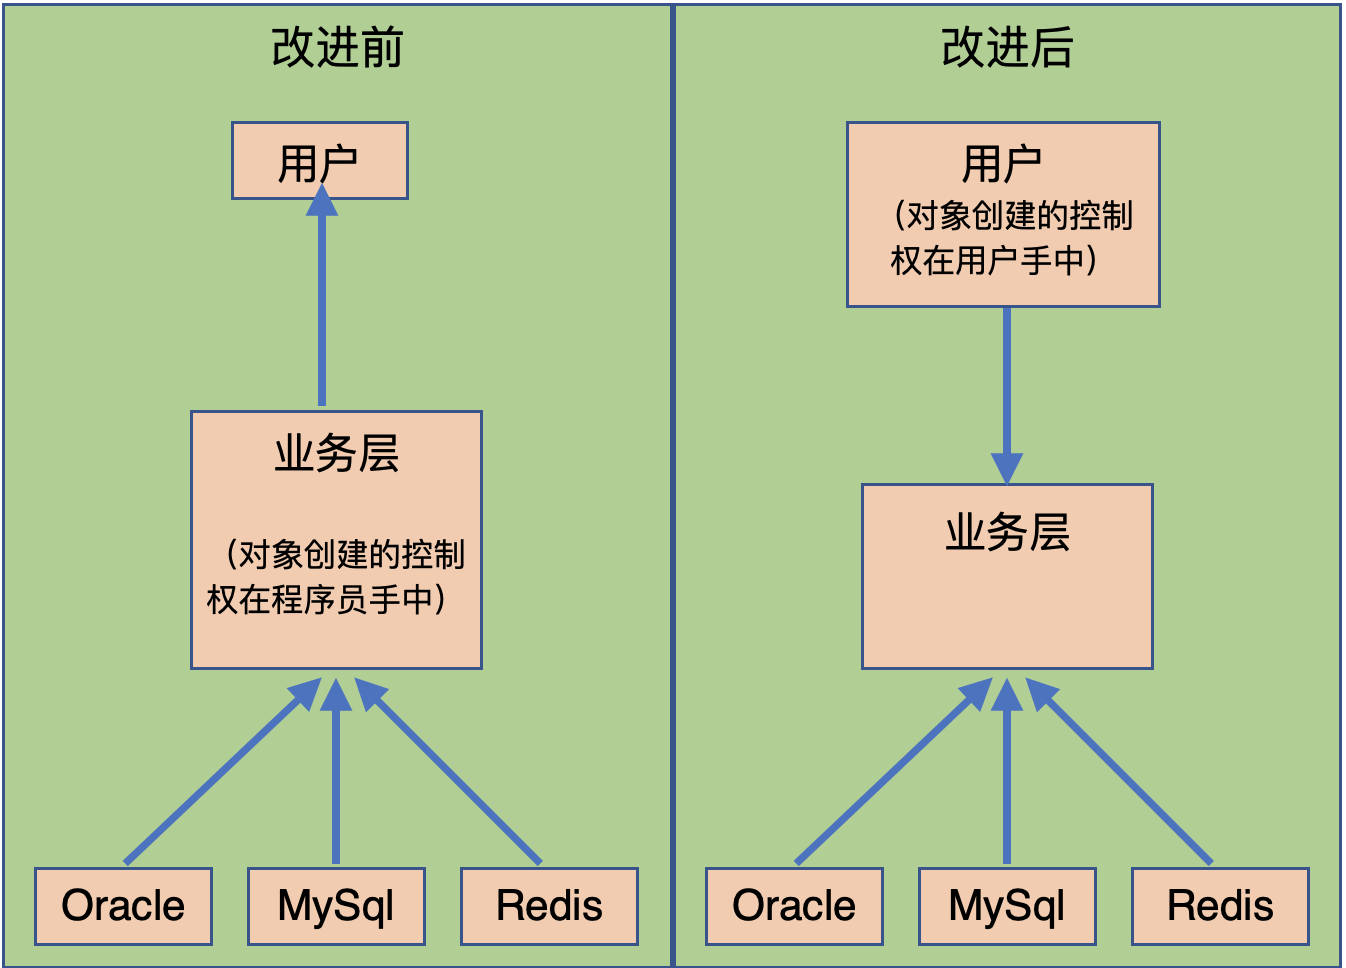 改进前
用户
业务层
（对象创建的控制
权在程序员手中）
Oracle
MySql
Redis
改进后
用户
（对象创建的控制
权在用户手中）
业务层
Oracle
MySql
Redis